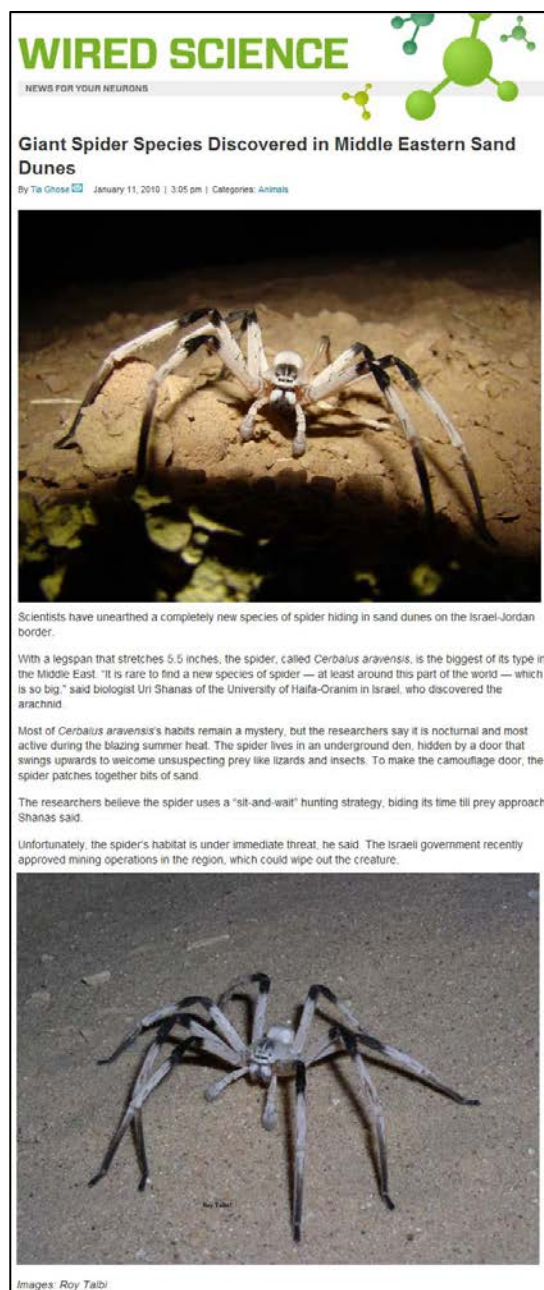 WIRED SCIENCE
NEWS FOR YOUR NEURONS
Giant Spider Species Discovered in Middle Eastern Sand
Dunes
By Tia Ghose January 11, 2010 | 3:05 pm | Categories: Animals
Scientists have unearthed a completely new species of spider hiding in sand dunes on the Israel-Jordan
border.
With a legspan that stretches 5.5 inches, the spider, called Cerbalus aravensis, is the biggest of its type in
the Middle East. “It is rare to find a new species of spider — at least around this part of the world — which
is so big,” said biologist Uri Shanas of the University of Haifa-Oranim in Israel, who discovered the
arachnid.
Most of Cerbalus aravensis’s habits remain a mystery, but the researchers say it is nocturnal and most
active during the blazing summer heat. The spider lives in an underground den, hidden by a door that
swings upwards to welcome unsuspecting prey like lizards and insects. To make the camouflage door, the
spider patches together bits of sand.
The researchers believe the spider uses a “sit-and-wait” hunting strategy, biding its time till prey approach
Shanas said.
Unfortunately, the spider’s habitat is under immediate threat, he said. The Israeli government recently
approved mining operations in the region, which could wipe out the creature.
Roy Talbi
Images: Roy Talbi